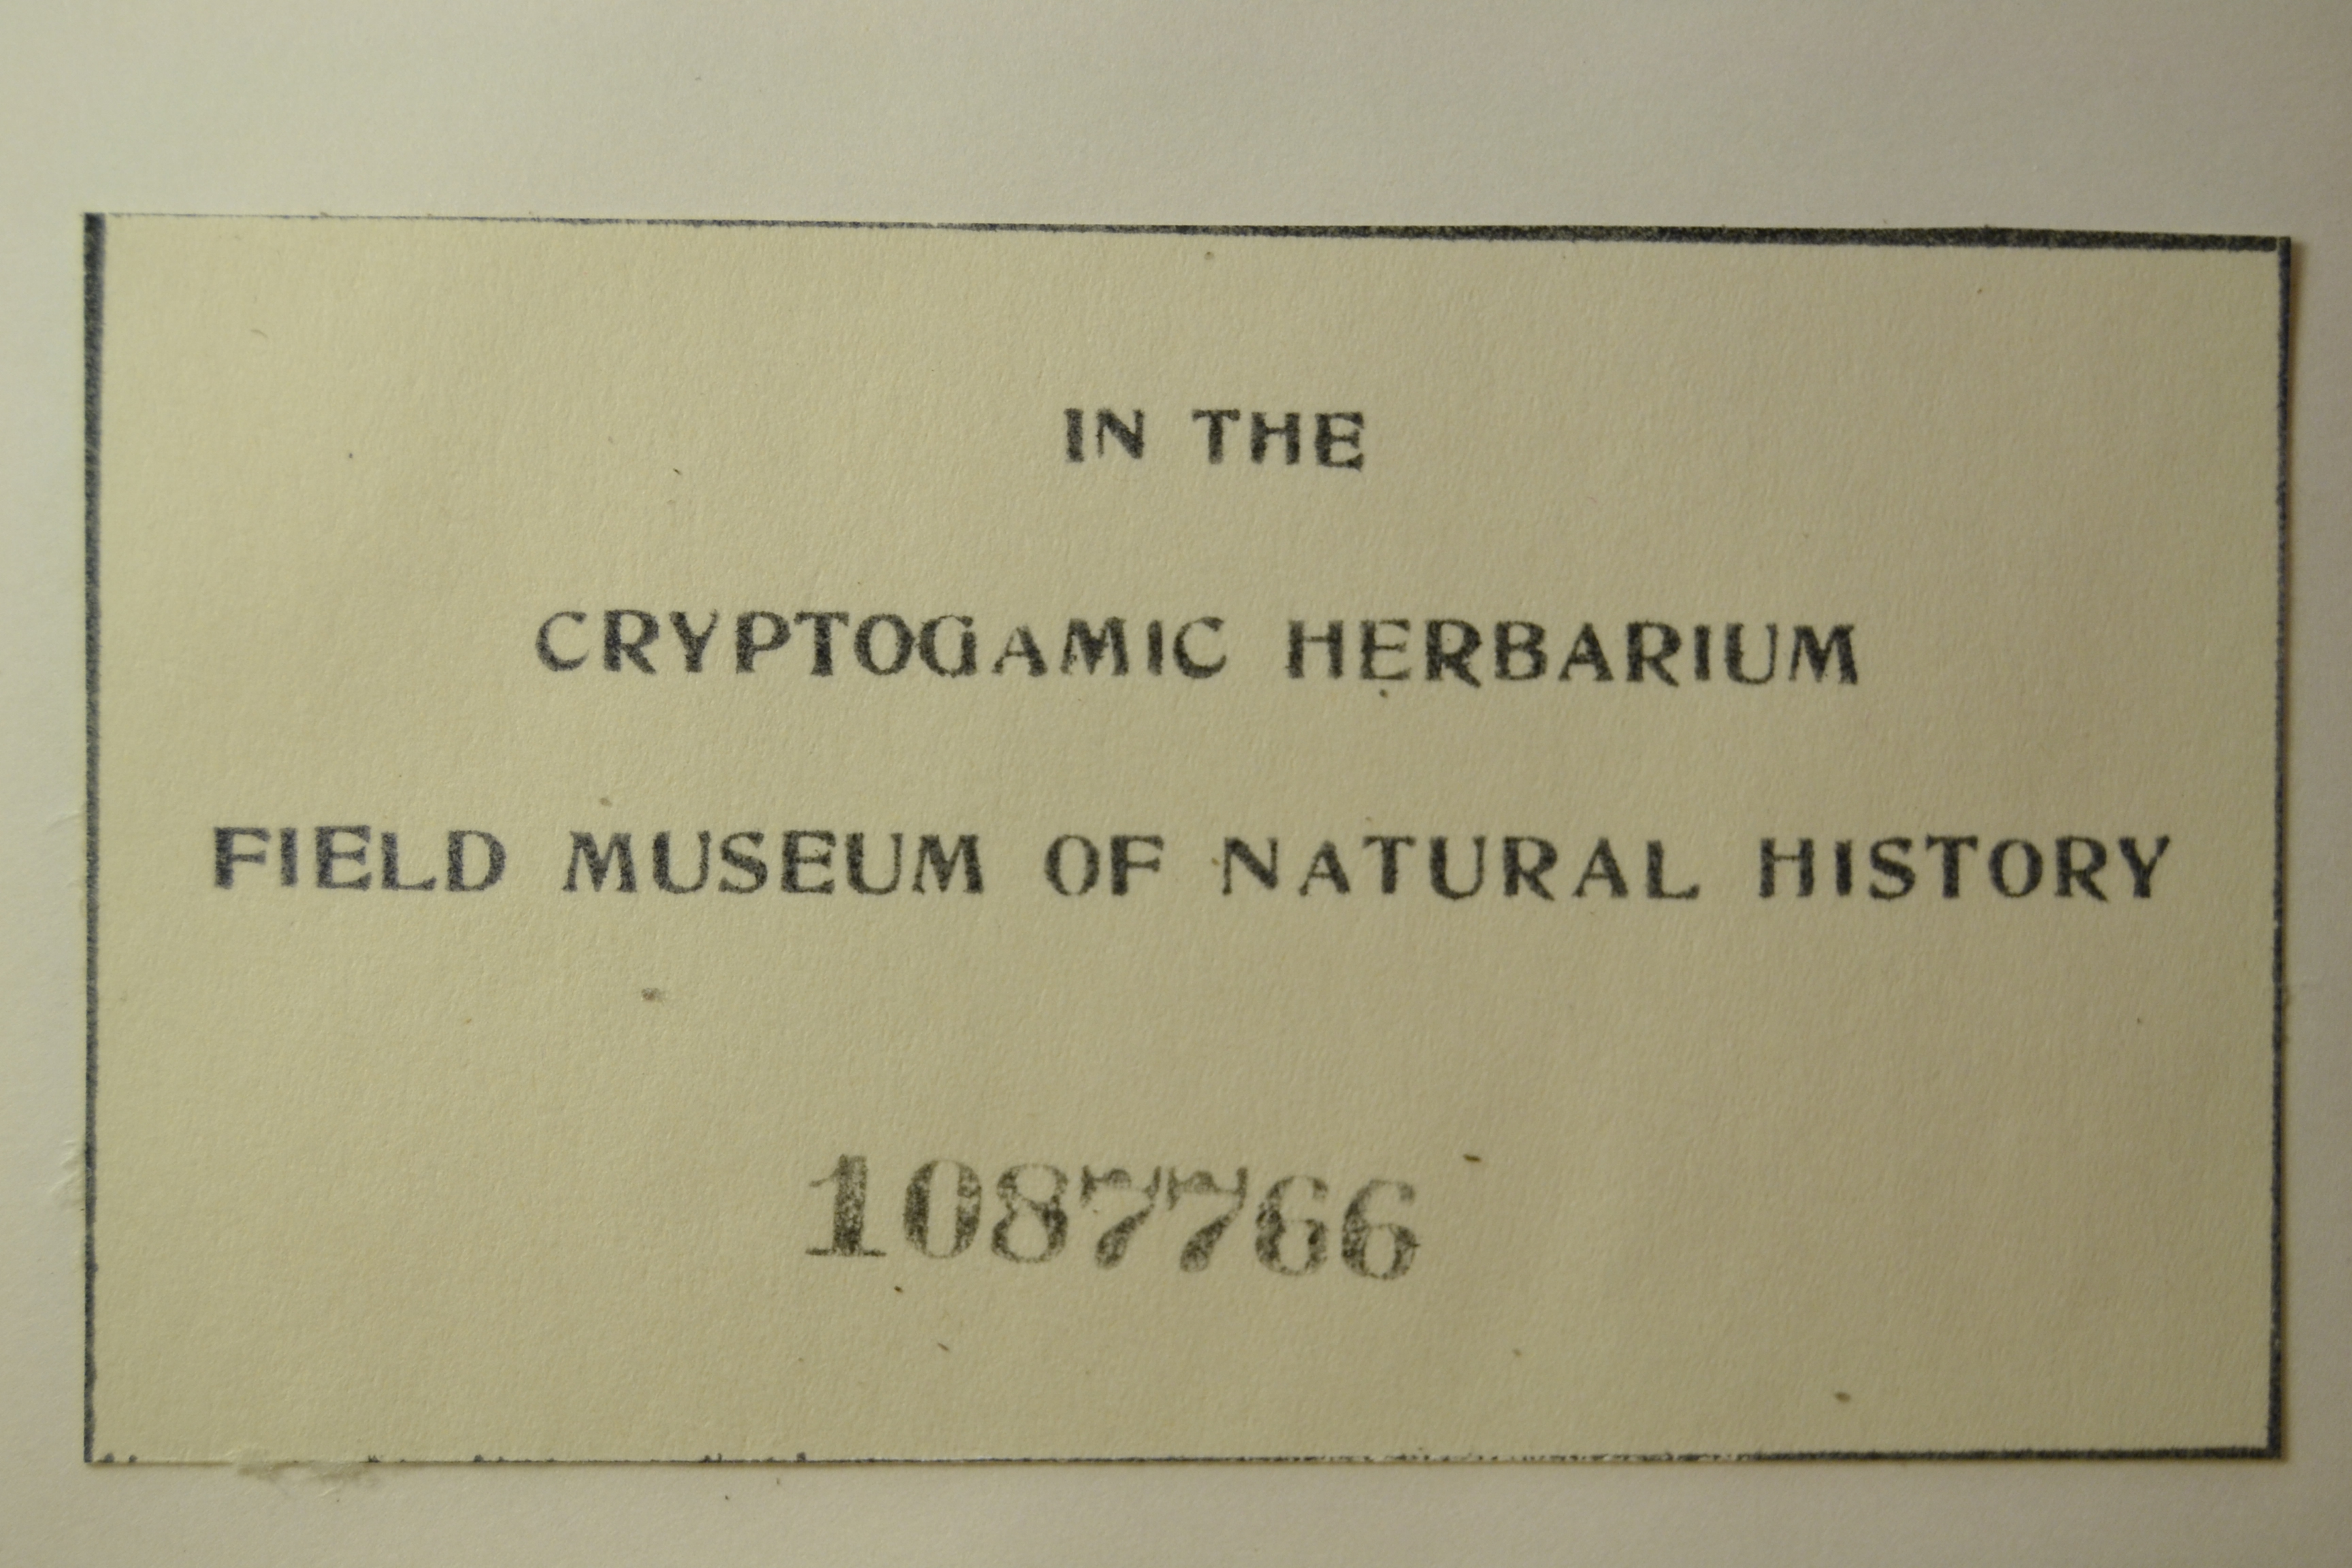 IN THE
CRYPTOGAMIC HERBARIUM
FIELD MUSEUM OF NATURAL HISTORY
1087766